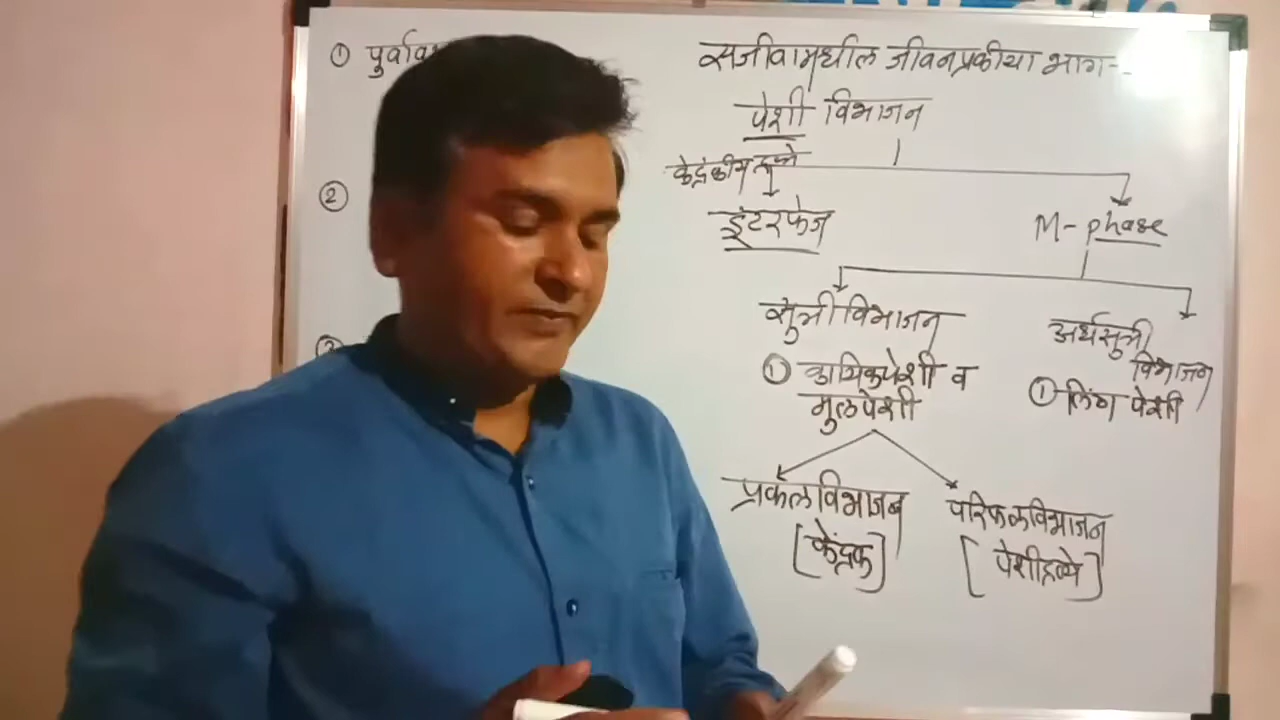 ① पुर्वाव
②
③
सजीवामधील जीवनप्रक्रीया भाग-
पेशी विभाजन
इंटरफेज
M-phase
सुत्री विभाजन
① कायिकपेशी व
मुलपेशी
अर्धसुत्री
विभाजन
① लिंग पेशी
प्रकलविभाजन
[केंद्रक]
परिकलविभाजन
[पेशीद्रव्ये]